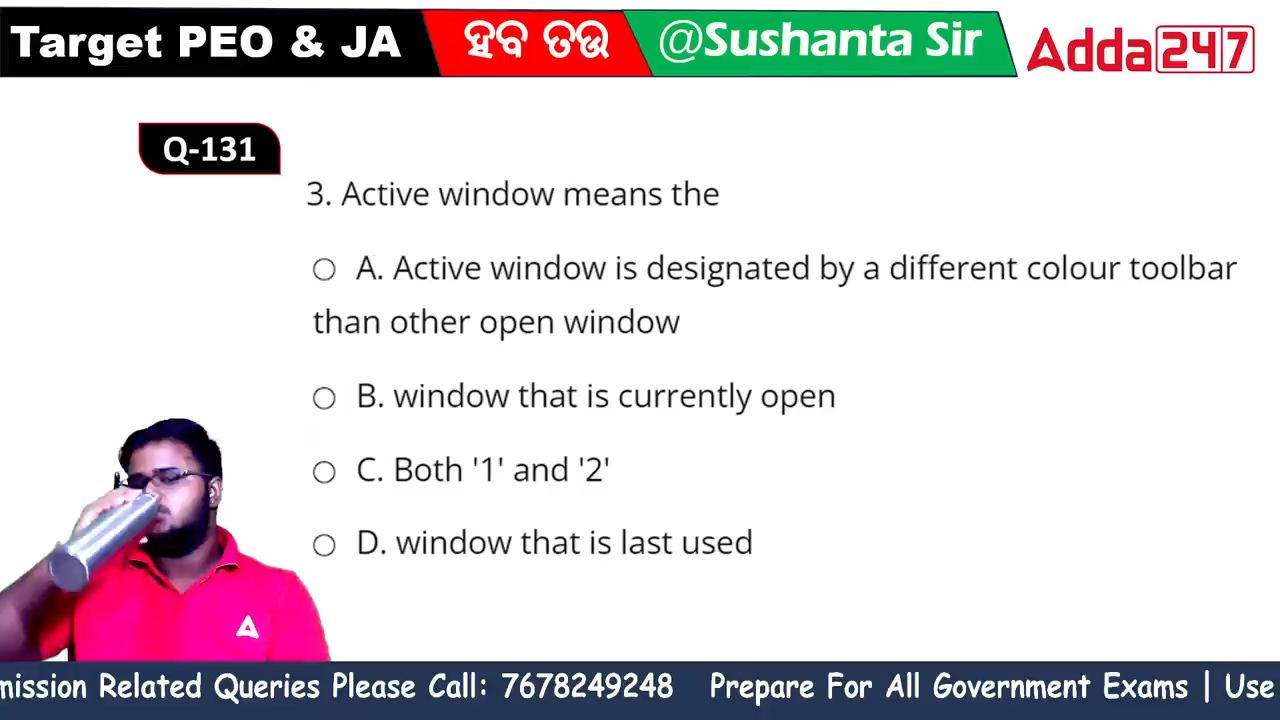 Target PEO & JA ହବ ତଉ @Sushanta Sir Adda247
Q-131
3. Active window means the
A. Active window is designated by a different colour toolbar
than other open window
B. window that is currently open
C. Both '1' and '2'
D. window that is last used
mission Related Queries Please Call: 7678249248 Prepare For All Government Exams | Use